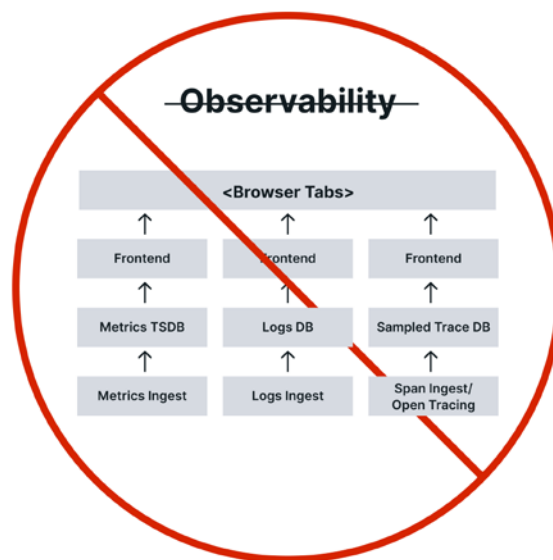 Observability
<Browser Tabs>
Frontend
Frontend
Frontend
Metrics TSDB
Logs DB
Sampled Trace DB
Metrics Ingest
Logs Ingest
Span Ingest/
Open Tracing